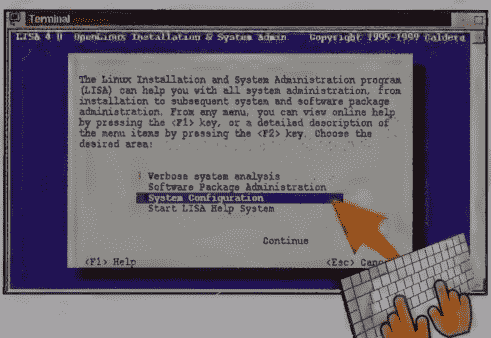 Terminal
LISA 4 0 OpenLinux Installation & System Admin Copyright 1995-1999 Caldera
The Linux Installation and System Administration program
(LISA) can help you with all system administration, from
installation to subsequent system and software package
administration. From any menu, you can view online help
by pressing the <F1> key, or a detailed description of
the menu items by pressing the <F2> key. Choose the
desired area:
Verbose system analysis
Software Package Administration
System Configuration
Start LISA Help System
Continue
<F1> Help <Esc>